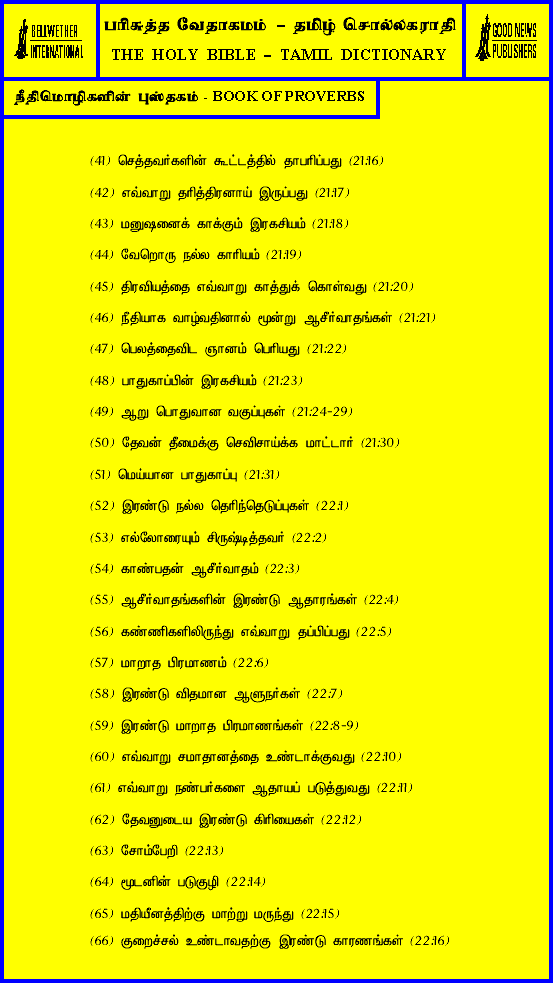 BELLWETHER
INTERNATIONAL
பரிசுத்த வேதாகமம் – தமிழ் சொல்லகராதி
THE HOLY BIBLE – TAMIL DICTIONARY
GOOD NEWS
PUBLISHERS
நீதிமொழிகளின் புஸ்தகம் - BOOK OF PROVERBS
(41) செத்தவர்களின் கூட்டத்தில் தாபரிப்பது (21:16)
(42) எவ்வாறு தரித்திரனாய் இருப்பது (21:17)
(43) மனுஷனைக் காக்கும் இரகசியம் (21:18)
(44) வேறொரு நல்ல காரியம் (21:19)
(45) திரவியத்தை எவ்வாறு காத்துக் கொள்வது (21:20)
(46) நீதியாக வாழ்வதினால் மூன்று ஆசீர்வாதங்கள் (21:21)
(47) பெலத்தைவிட ஞானம் பெரியது (21:22)
(48) பாதுகாப்பின் இரகசியம் (21:23)
(49) ஆறு பொதுவான வகுப்புகள் (21:24-29)
(50) தேவன் தீமைக்கு செவிசாய்க்க மாட்டார் (21:30)
(51) மெய்யான பாதுகாப்பு (21:31)
(52) இரண்டு நல்ல தெரிந்தெடுப்புகள் (22:1)
(53) எல்லோரையும் சிருஷ்டித்தவர் (22:2)
(54) காண்பதன் ஆசீர்வாதம் (22:3)
(55) ஆசீர்வாதங்களின் இரண்டு ஆதாரங்கள் (22:4)
(56) கண்ணிகளிலிருந்து எவ்வாறு தப்பிப்பது (22:5)
(57) மாறாத பிரமாணம் (22:6)
(58) இரண்டு விதமான ஆளுநர்கள் (22:7)
(59) இரண்டு மாறாத பிரமாணங்கள் (22:8-9)
(60) எவ்வாறு சமாதானத்தை உண்டாக்குவது (22:10)
(61) எவ்வாறு நண்பர்களை ஆதாயப் படுத்துவது (22:11)
(62) தேவனுடைய இரண்டு கிரியைகள் (22:12)
(63) சோம்பேறி (22:13)
(64) மூடனின் படுகுழி (22:14)
(65) மதியீனத்திற்கு மாற்று மருந்து (22:15)
(66) குறைச்சல் உண்டாவதற்கு இரண்டு காரணங்கள் (22:16)